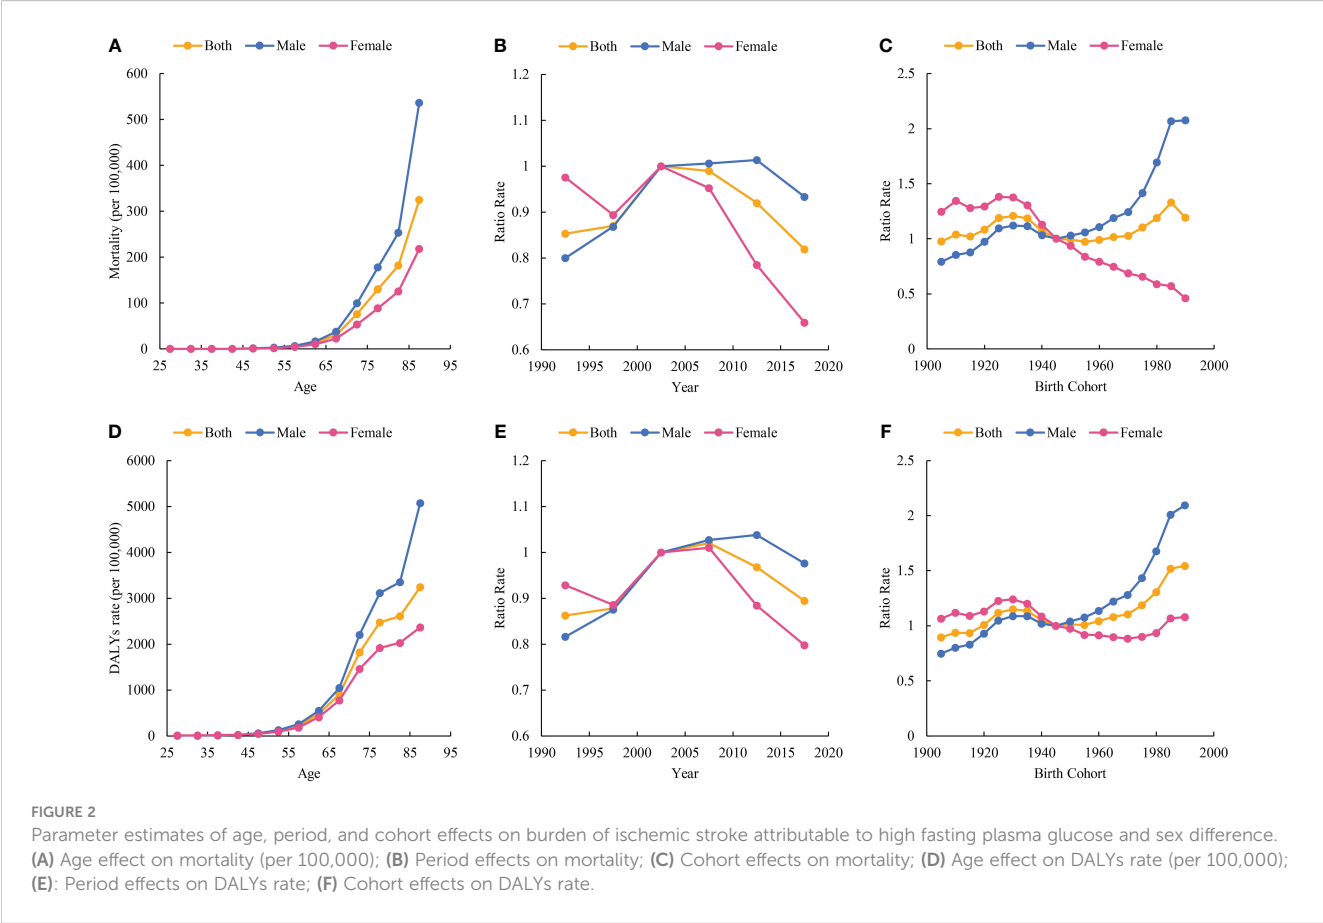 A Both Male Female
600
500
400
300
200
100
0
Mortality (per 100,000)
25 35 45 55 65 75 85 95
Age
B Both Male Female
1.2
1.1
1
0.9
0.8
0.7
0.6
Ratio Rate
1990 1995 2000 2005 2010 2015 2020
Year
C Both Male Female
2.5
2
1.5
1
0.5
0
Ratio Rate
1900 1920 1940 1960 1980 2000
Birth Cohort
D Both Male Female
6000
5000
4000
3000
2000
1000
0
DALYs rate (per 100,000)
25 35 45 55 65 75 85 95
Age
E Both Male Female
1.2
1.1
1
0.9
0.8
0.7
0.6
Ratio Rate
1990 1995 2000 2005 2010 2015 2020
Year
F Both Male Female
2.5
2
1.5
1
0.5
0
Ratio Rate
1900 1920 1940 1960 1980 2000
Birth Cohort
FIGURE 2
Parameter estimates of age, period, and cohort effects on burden of ischemic stroke attributable to high fasting plasma glucose and sex difference.
(A) Age effect on mortality (per 100,000); (B) Period effects on mortality; (C) Cohort effects on mortality; (D) Age effect on DALYs rate (per 100,000);
(E): Period effects on DALYs rate; (F) Cohort effects on DALYs rate.